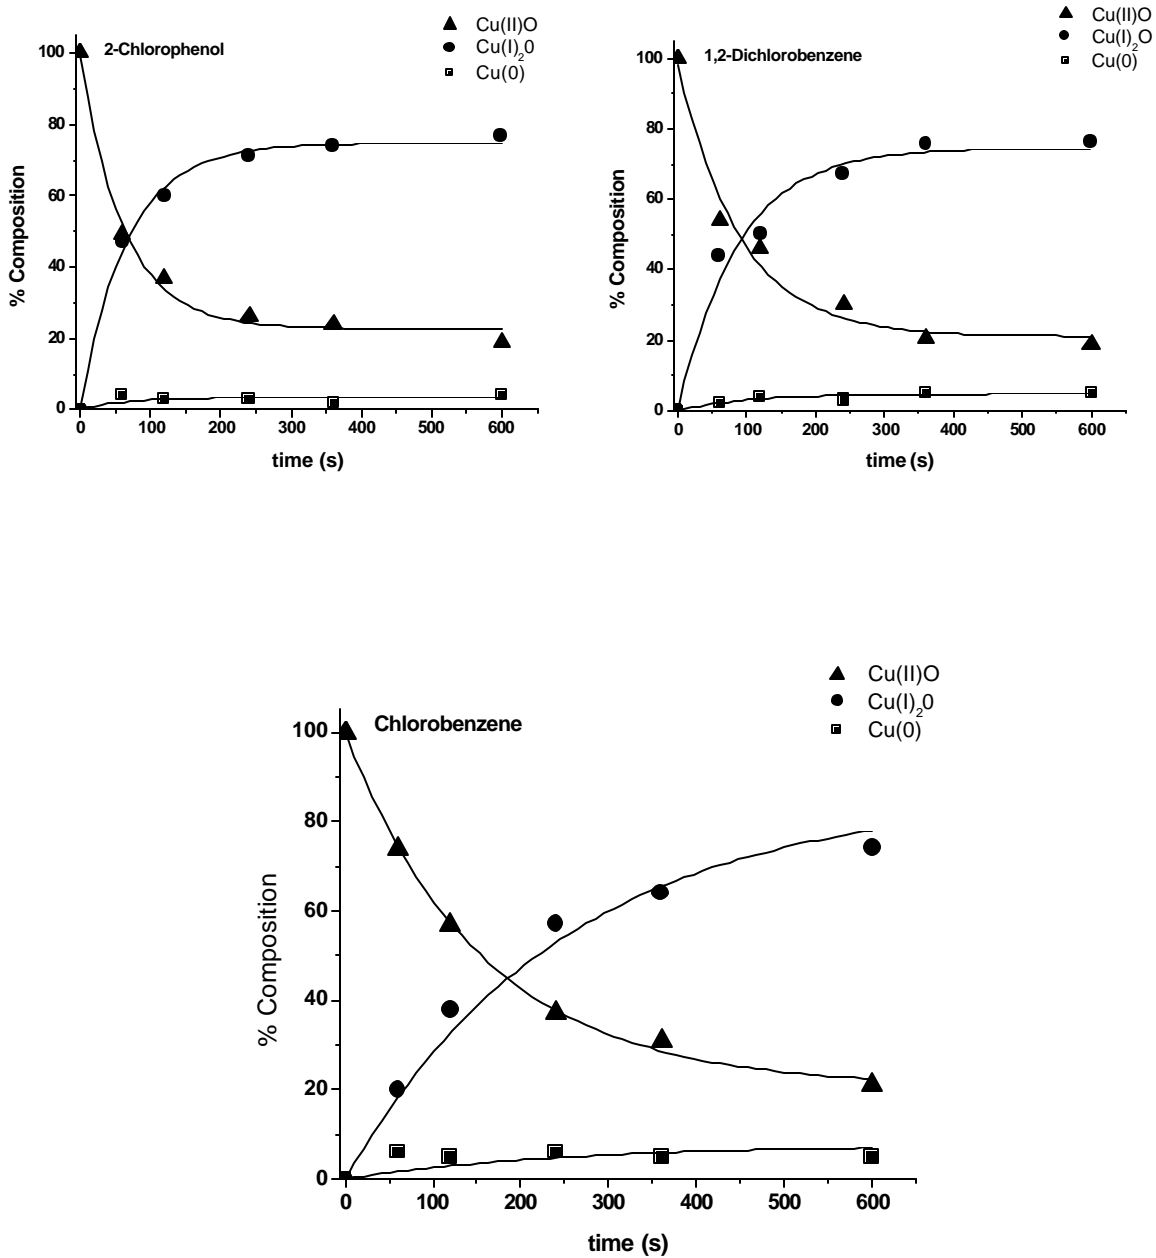 2-Chlorophenol
Cu(II)O
Cu(I)20
Cu(0)
100
80
60
40
20
0
% Composition
0 100 200 300 400 500 600
time (s)
1,2-Dichlorobenzene
Cu(II)O
Cu(I)2O
Cu(0)
100
80
60
40
20
0
% Composition
0 100 200 300 400 500 600
time (s)
Chlorobenzene
Cu(II)O
Cu(I)20
Cu(0)
100
80
60
40
20
0
% Composition
0 100 200 300 400 500 600
time (s)